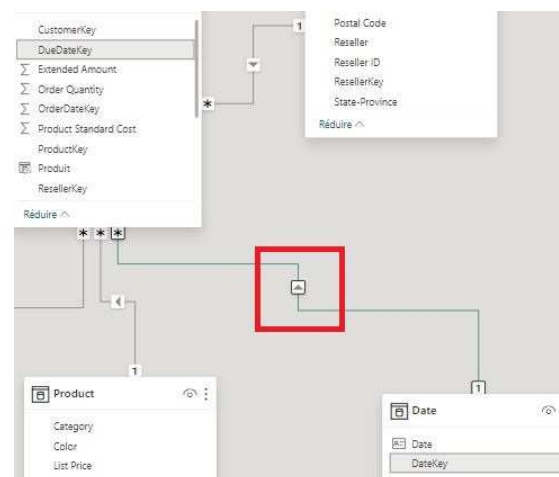 CustomerKey
DueDateKey
Σ Extended Amount
Σ Order Quantity
Σ OrderDateKey
Σ Product Standard Cost
ProductKey
Produit
ResellerKey
Réduire
1
*
Postal Code
Reseller
Reseller ID
ResellerKey
State-Province
Réduire
* * *
1
Product
Category
Color
List Price
1
Date
Date
DateKey